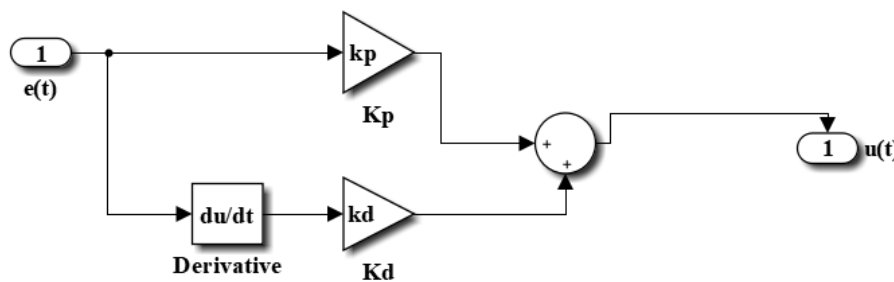 1
e(t)
kp
Kp
+
+
1
u(t)
du/dt
Derivative
kd
Kd